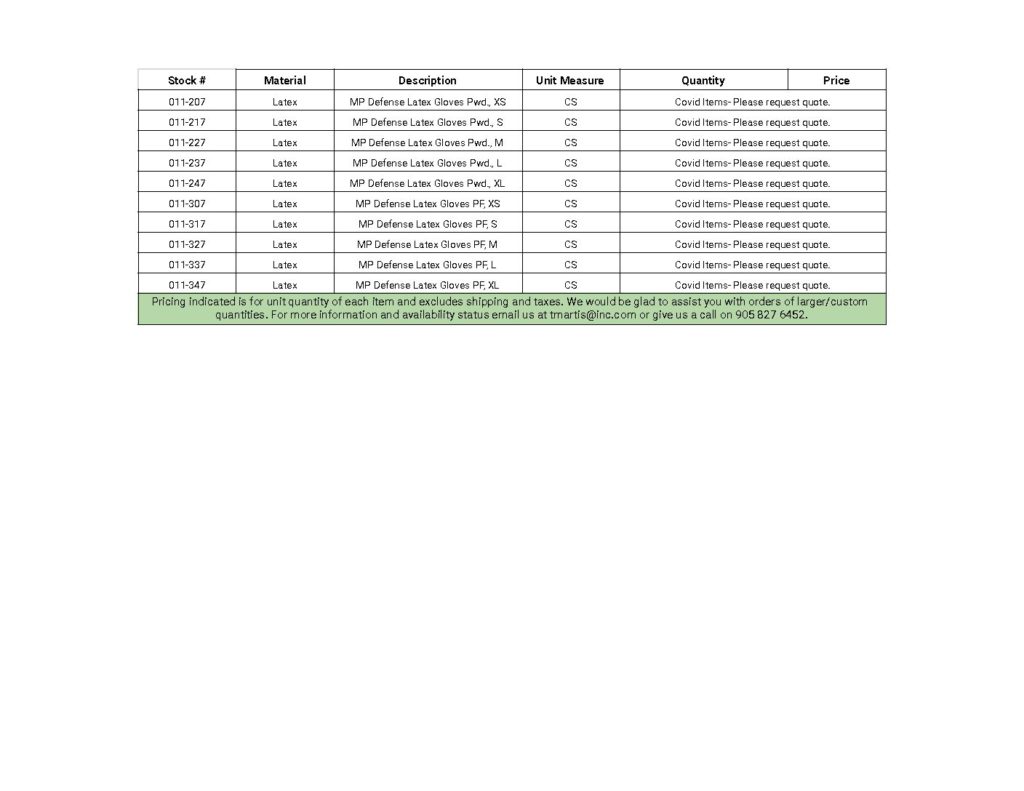 Stock # Material Description Unit Measure Quantity Price
011-207 Latex MP Defense Latex Gloves Pwd., XS CS Covid Items- Please request quote.
011-217 Latex MP Defense Latex Gloves Pwd., S CS Covid Items- Please request quote.
011-227 Latex MP Defense Latex Gloves Pwd., M CS Covid Items- Please request quote.
011-237 Latex MP Defense Latex Gloves Pwd., L CS Covid Items- Please request quote.
011-247 Latex MP Defense Latex Gloves Pwd., XL CS Covid Items- Please request quote.
011-307 Latex MP Defense Latex Gloves PF, XS CS Covid Items- Please request quote.
011-317 Latex MP Defense Latex Gloves PF, S CS Covid Items- Please request quote.
011-327 Latex MP Defense Latex Gloves PF, M CS Covid Items- Please request quote.
011-337 Latex MP Defense Latex Gloves PF, L CS Covid Items- Please request quote.
011-347 Latex MP Defense Latex Gloves PF, XL CS Covid Items- Please request quote.
Pricing indicated is for unit quantity of each item and excludes shipping and taxes. We would be glad to assist you with orders of larger/custom
quantities. For more information and availability status email us at tmartis@inc.com or give us a call on 905 827 6452.